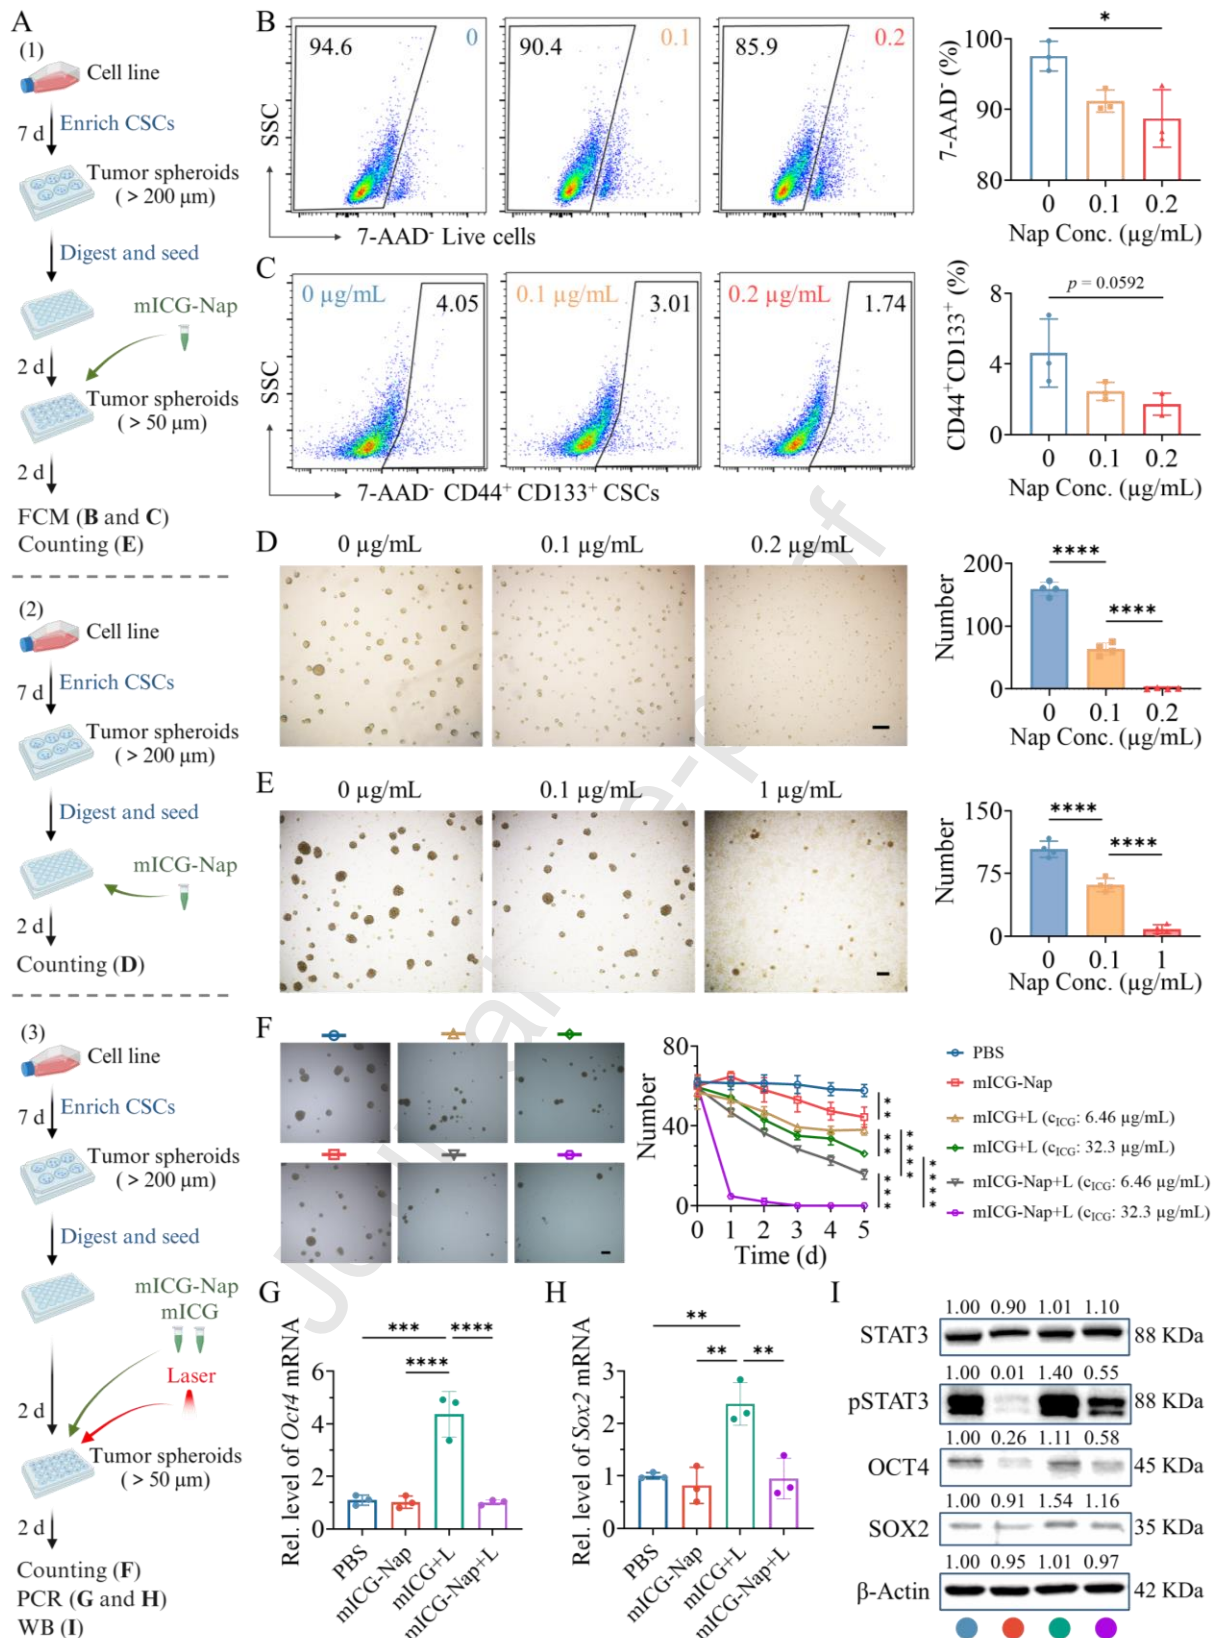 A
(1)
Cell line
7 d
Enrich CSCs
Tumor spheroids
( > 200 μm)
Digest and seed
mICG-Nap
2 d
Tumor spheroids
( > 50 μm)
2 d
FCM (B and C)
Counting (E)
(2)
Cell line
7 d
Enrich CSCs
Tumor spheroids
( > 200 μm)
Digest and seed
mICG-Nap
2 d
Counting (D)
(3)
Cell line
7 d
Enrich CSCs
Tumor spheroids
( > 200 μm)
Digest and seed
mICG-Nap
mICG
Laser
2 d
Tumor spheroids
( > 50 μm)
2 d
Counting (F)
PCR (G and H)
WB (I)
B
94.6
0
90.4
0.1
85.9
0.2
SSC
7-AAD⁻ Live cells
7-AAD⁻ (%)
*
100
90
80
0 0.1 0.2
Nap Conc. (μg/mL)
C
0 μg/mL
4.05
0.1 μg/mL
3.01
0.2 μg/mL
1.74
SSC
7-AAD⁻ CD44⁺ CD133⁺ CSCs
CD44⁺CD133⁺ (%)
p = 0.0592
8
4
0
0 0.1 0.2
Nap Conc. (μg/mL)
D
0 μg/mL 0.1 μg/mL 0.2 μg/mL
Number
****
****
200
100
0
0 0.1 0.2
Nap Conc. (μg/mL)
E
0 μg/mL 0.1 μg/mL 1 μg/mL
Number
****
****
150
75
0
0 0.1 1
Nap Conc. (μg/mL)
F
Number
80
40
0
0 1 2 3 4 5
Time (d)
**
**
***
****
****
PBS
mICG-Nap
mICG+L (cICG: 6.46 μg/mL)
mICG+L (cICG: 32.3 μg/mL)
mICG-Nap+L (cICG: 6.46 μg/mL)
mICG-Nap+L (cICG: 32.3 μg/mL)
G
Rel. level of Oct4 mRNA
*** ****
****
6
4
2
0
PBS
mICG-Nap
mICG+L
mICG-Nap+L
H
Rel. level of Sox2 mRNA
**
** **
3
2
1
0
PBS
mICG-Nap
mICG+L
mICG-Nap+L
I
1.00 0.90 1.01 1.10
STAT3 88 KDa
1.00 0.01 1.40 0.55
pSTAT3 88 KDa
1.00 0.26 1.11 0.58
OCT4 45 KDa
1.00 0.91 1.54 1.16
SOX2 35 KDa
1.00 0.95 1.01 0.97
β-Actin 42 KDa